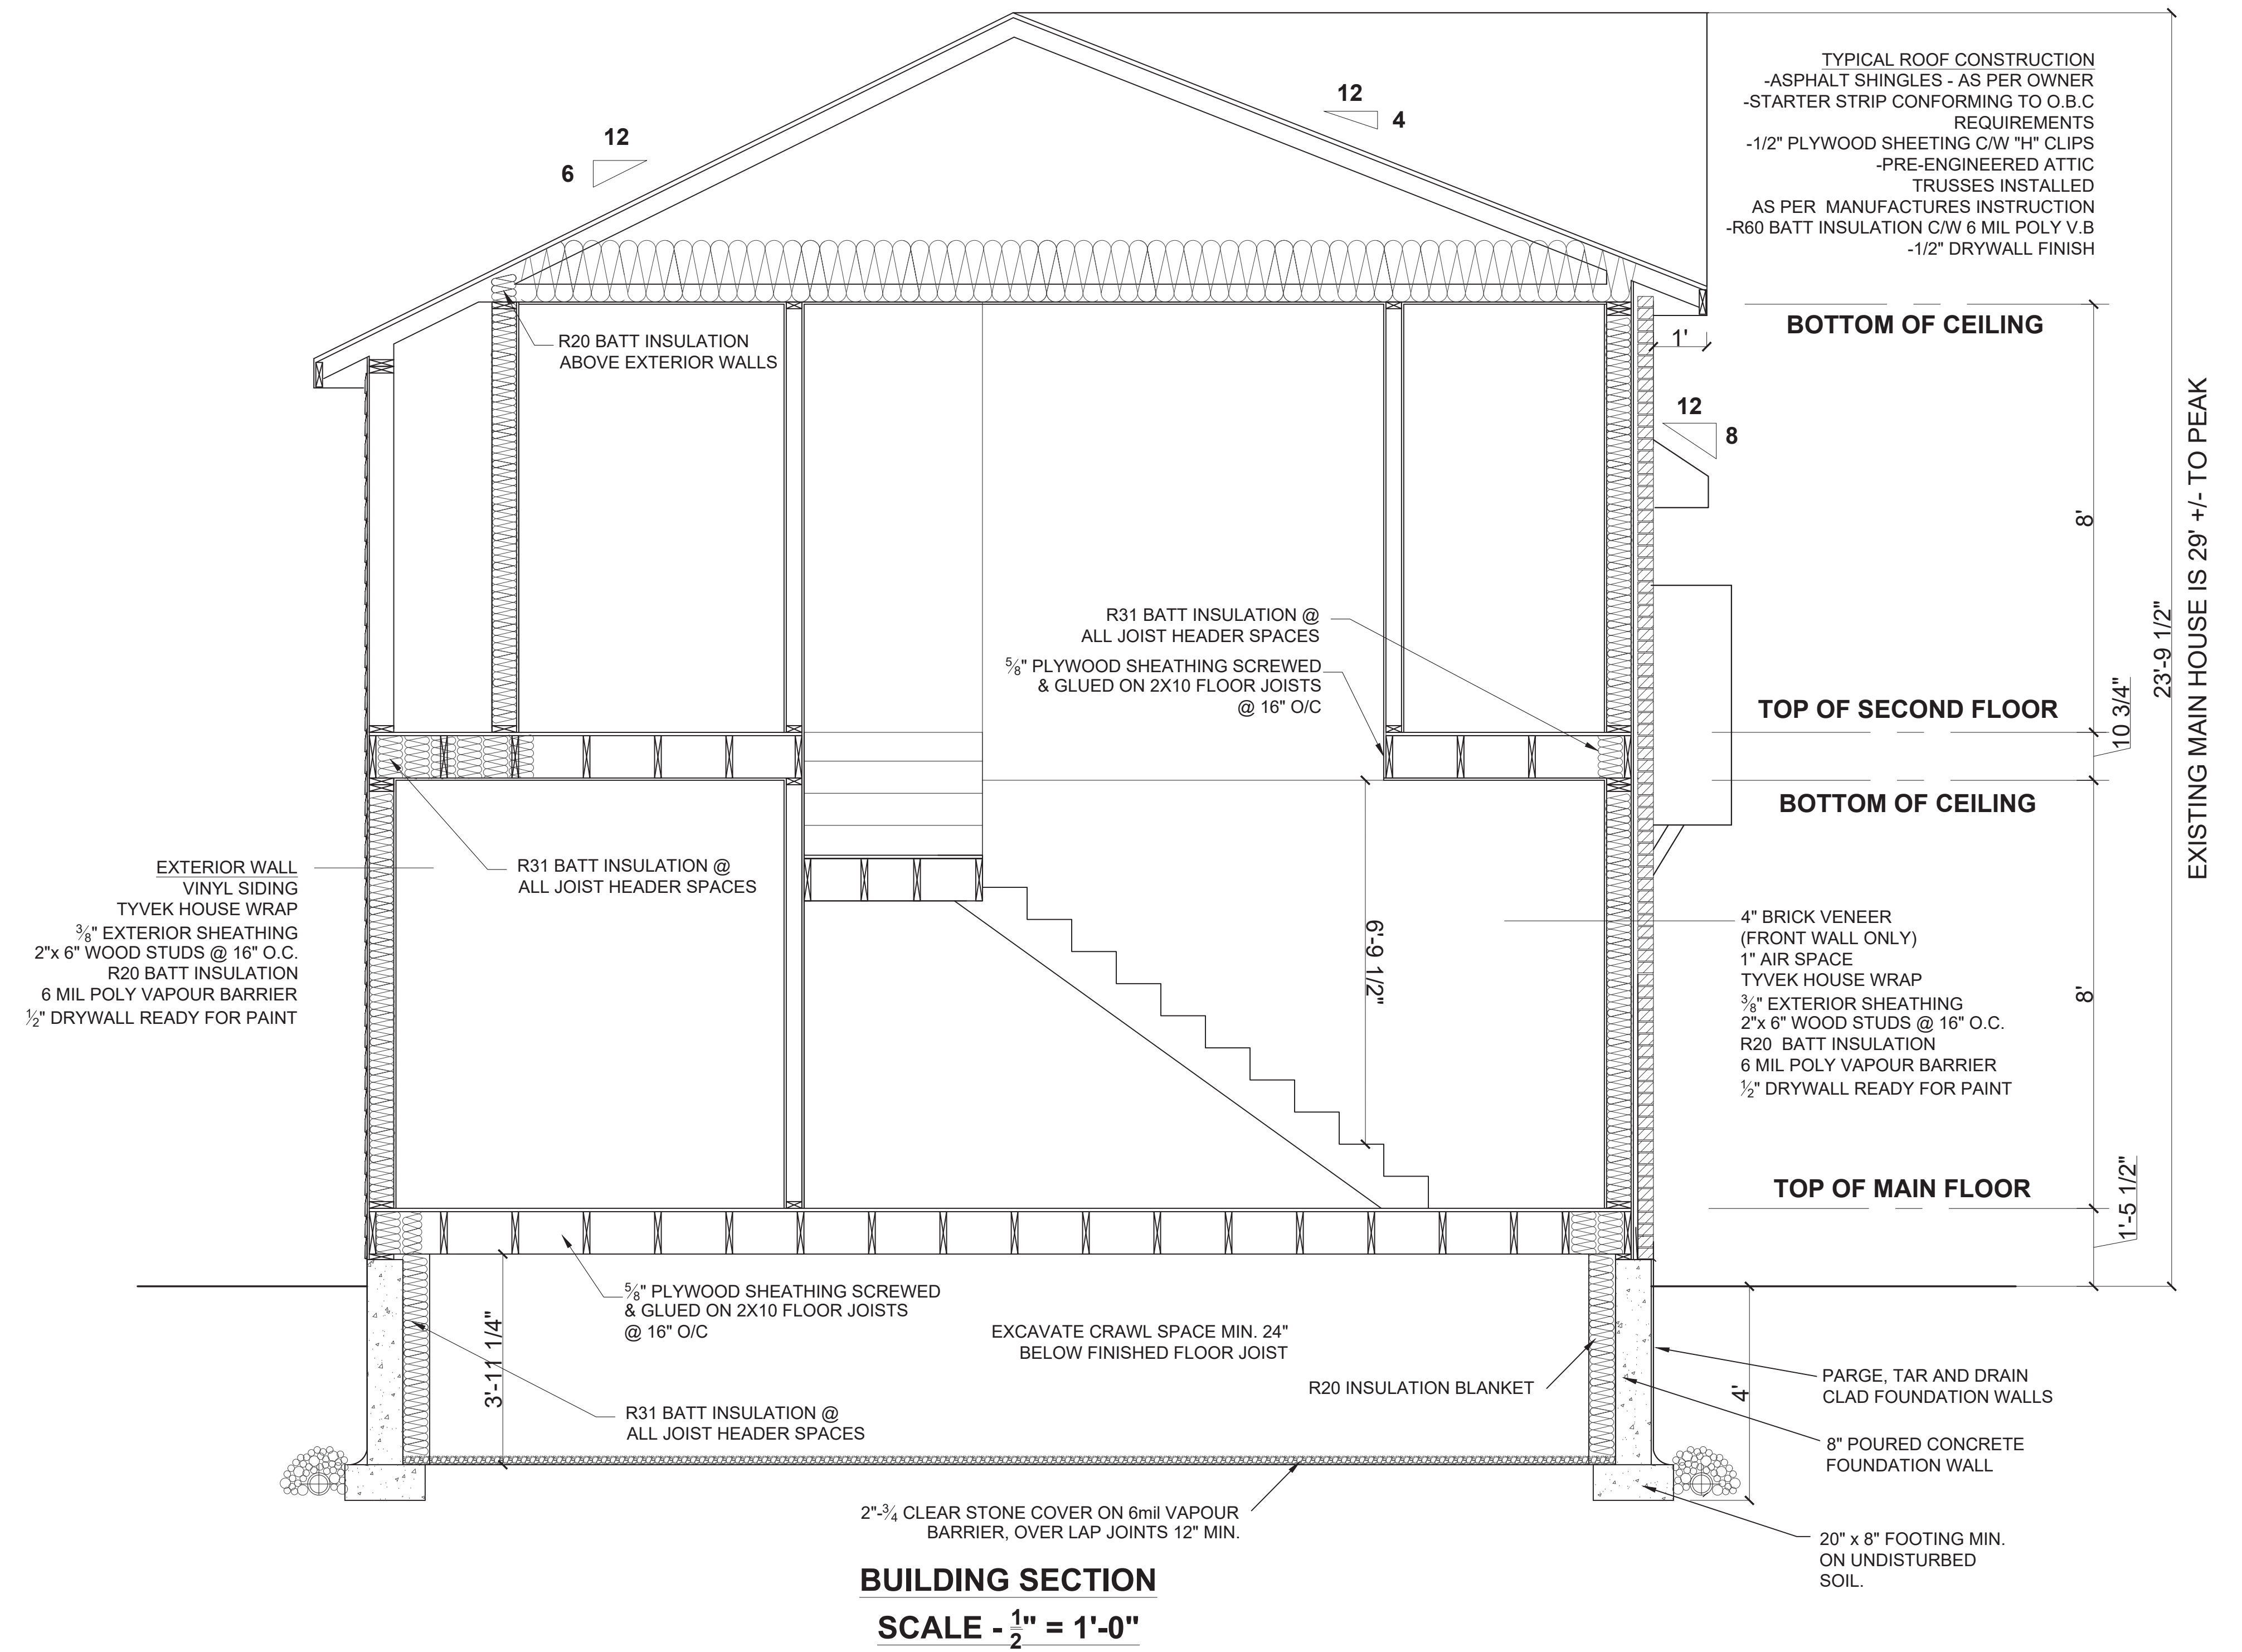 12
4
12
6
TYPICAL ROOF CONSTRUCTION
-ASPHALT SHINGLES - AS PER OWNER
-STARTER STRIP CONFORMING TO O.B.C
REQUIREMENTS
-1/2" PLYWOOD SHEETING C/W "H" CLIPS
-PRE-ENGINEERED ATTIC
TRUSSES INSTALLED
AS PER MANUFACTURES INSTRUCTION
-R60 BATT INSULATION C/W 6 MIL POLY V.B
-1/2" DRYWALL FINISH
R20 BATT INSULATION
ABOVE EXTERIOR WALLS
BOTTOM OF CEILING
1'
12
8
8'
R31 BATT INSULATION @
ALL JOIST HEADER SPACES
5/8" PLYWOOD SHEATHING SCREWED
& GLUED ON 2X10 FLOOR JOISTS
@ 16" O/C
TOP OF SECOND FLOOR
10 3/4"
23'-9 1/2"
EXISTING MAIN HOUSE IS 29' +/- TO PEAK
BOTTOM OF CEILING
EXTERIOR WALL
VINYL SIDING
TYVEK HOUSE WRAP
3/8" EXTERIOR SHEATHING
2"x 6" WOOD STUDS @ 16" O.C.
R20 BATT INSULATION
6 MIL POLY VAPOUR BARRIER
1/2" DRYWALL READY FOR PAINT
R31 BATT INSULATION @
ALL JOIST HEADER SPACES
6'-9 1/2"
4" BRICK VENEER
(FRONT WALL ONLY)
1" AIR SPACE
TYVEK HOUSE WRAP
3/8" EXTERIOR SHEATHING
2"x 6" WOOD STUDS @ 16" O.C.
R20 BATT INSULATION
6 MIL POLY VAPOUR BARRIER
1/2" DRYWALL READY FOR PAINT
8'
TOP OF MAIN FLOOR
1'-5 1/2"
5/8" PLYWOOD SHEATHING SCREWED
& GLUED ON 2X10 FLOOR JOISTS
@ 16" O/C
3'-11 1/4"
EXCAVATE CRAWL SPACE MIN. 24"
BELOW FINISHED FLOOR JOIST
R20 INSULATION BLANKET
R31 BATT INSULATION @
ALL JOIST HEADER SPACES
4'
PARGE, TAR AND DRAIN
CLAD FOUNDATION WALLS
8" POURED CONCRETE
FOUNDATION WALL
2"-3/4 CLEAR STONE COVER ON 6mil VAPOUR
BARRIER, OVER LAP JOINTS 12" MIN.
20" x 8" FOOTING MIN.
ON UNDISTURBED
SOIL.
BUILDING SECTION
SCALE - 1/2" = 1'-0"